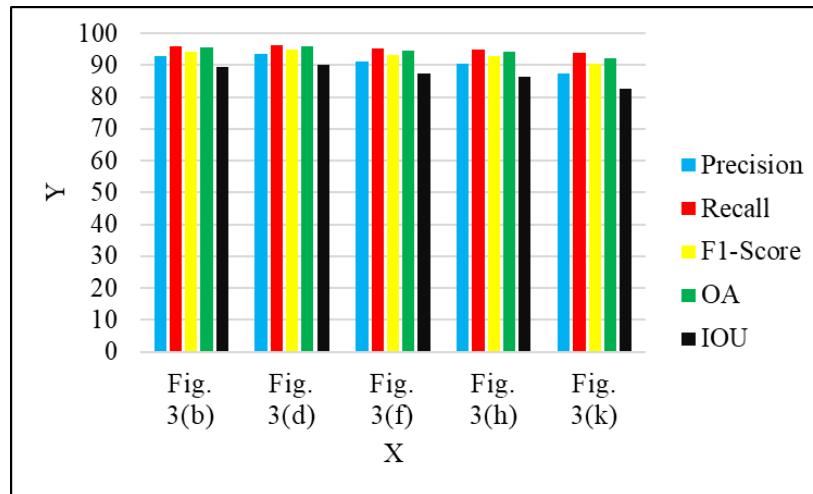 100
90
80
70
60
50
40
30
20
10
0
Y
Fig. 3(b)
Fig. 3(d)
Fig. 3(f)
Fig. 3(h)
Fig. 3(k)
X
Precision
Recall
F1-Score
OA
IOU